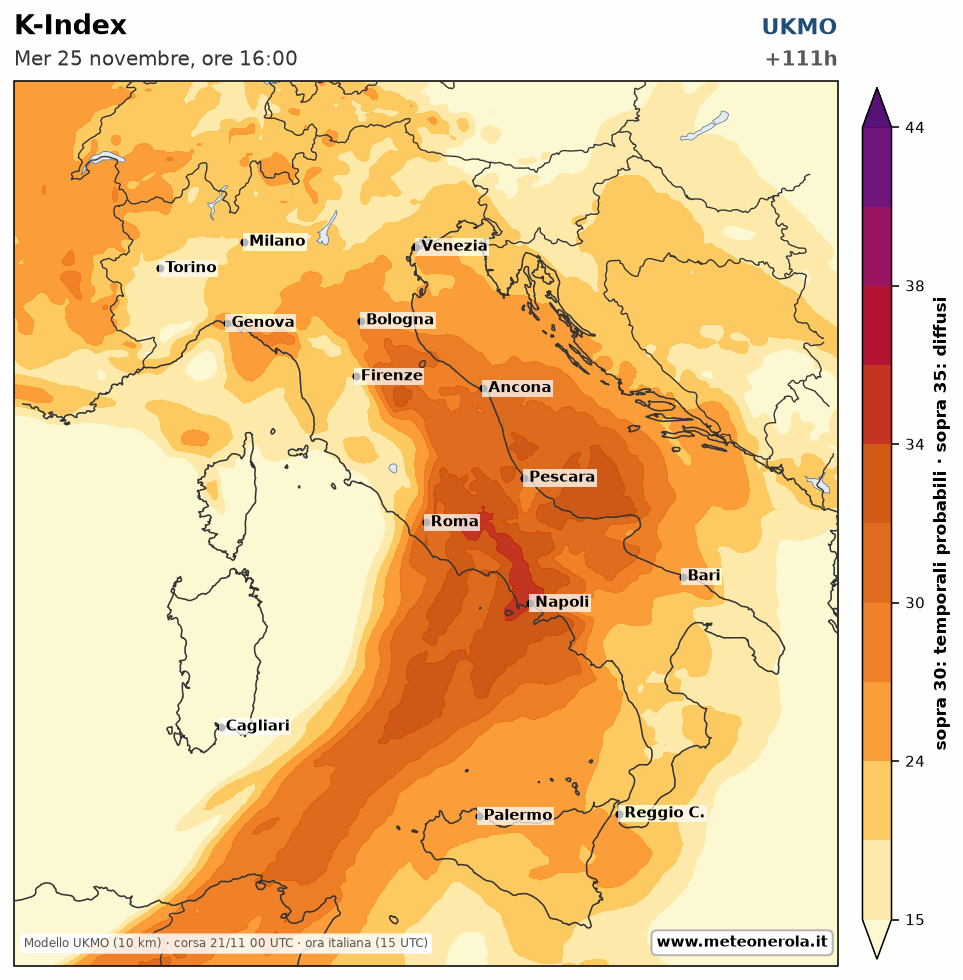 K-Index
UKMO
Mer 25 novembre, ore 16:00
+111h
Milano
Venezia
Torino
Genova
Bologna
Firenze
Ancona
Pescara
Roma
Bari
Napoli
Cagliari
Palermo
Reggio C.
44
38
34
30
24
15
sopra 30: temporali probabili · sopra 35: diffusi
Modello UKMO (10 km) · corsa 21/11 00 UTC · ora italiana (15 UTC)
www.meteonerola.it